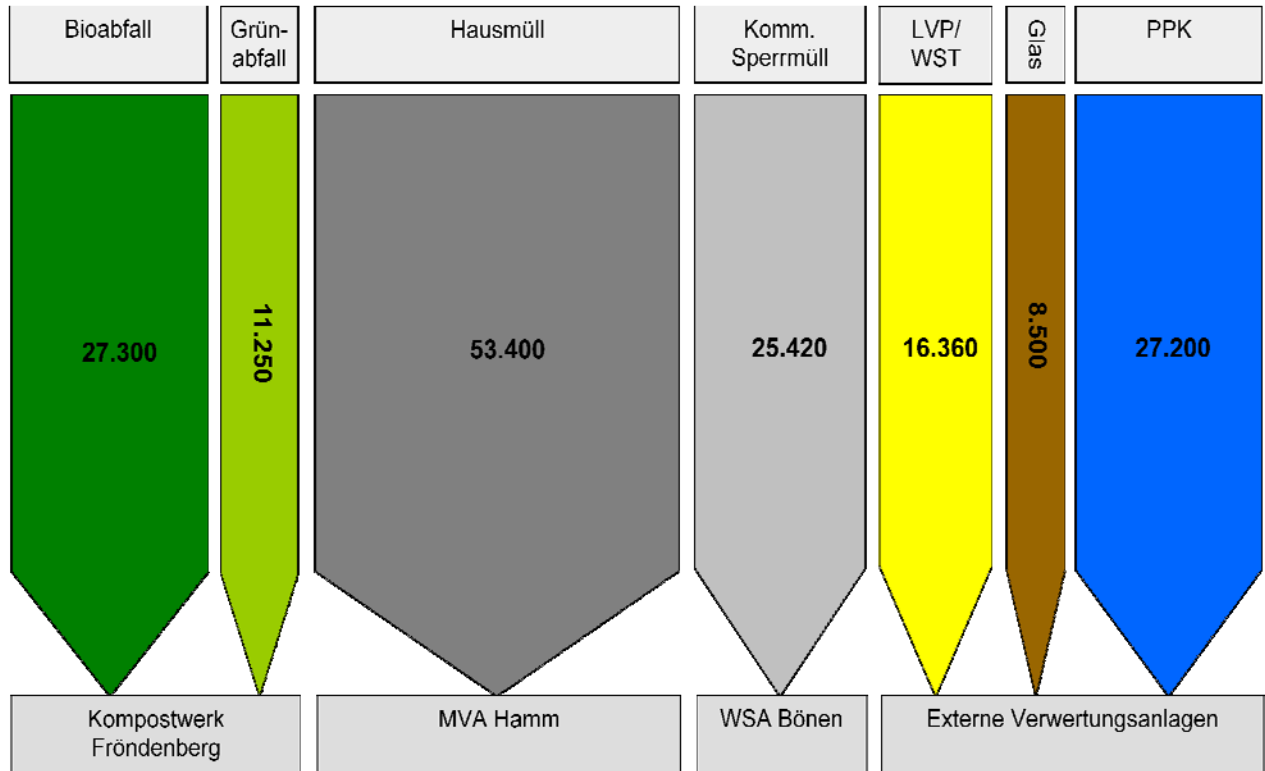 Bioabfall
Grün-
abfall
Hausmüll
Komm.
Sperrmüll
LVP/
WST
Glas
PPK
27.300
11.250
53.400
25.420
16.360
8.500
27.200
Kompostwerk
Fröndenberg
MVA Hamm
WSA Bönen
Externe Verwertungsanlagen